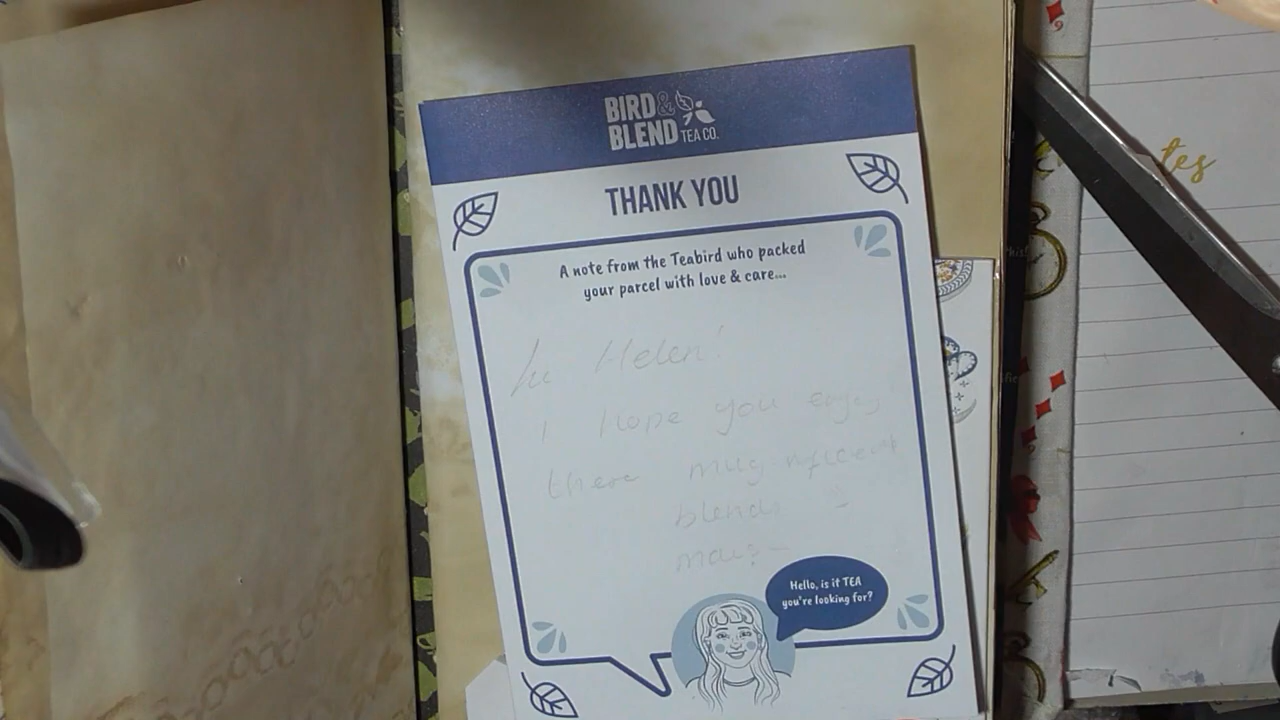 BIRD &
BLEND TEA CO.
THANK YOU
A note from the Teabird who packed
your parcel with love & care...
hi Helen!
I hope you enjoy
these magnificent
blends
Hello, is it TEA
you're looking for?
tes